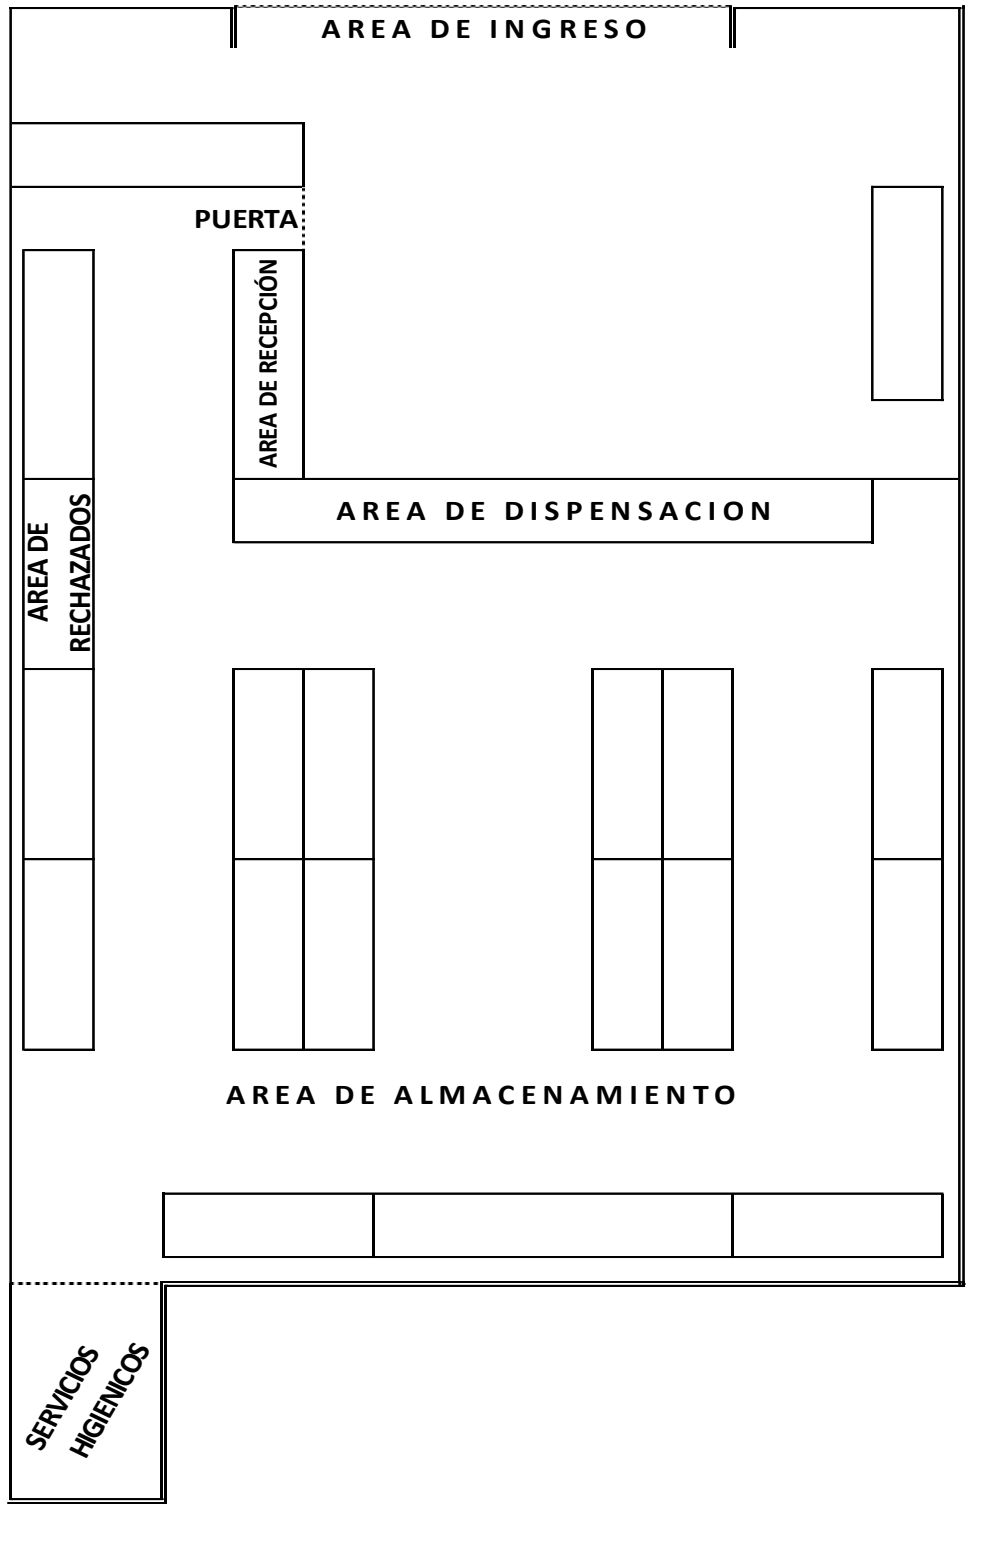 AREA DE INGRESO
PUERTA
AREA DE RECEPCIÓN
AREA DE DISPENSACION
AREA DE
RECHAZADOS
AREA DE ALMACENAMIENTO
SERVICIOS
HIGIENICOS